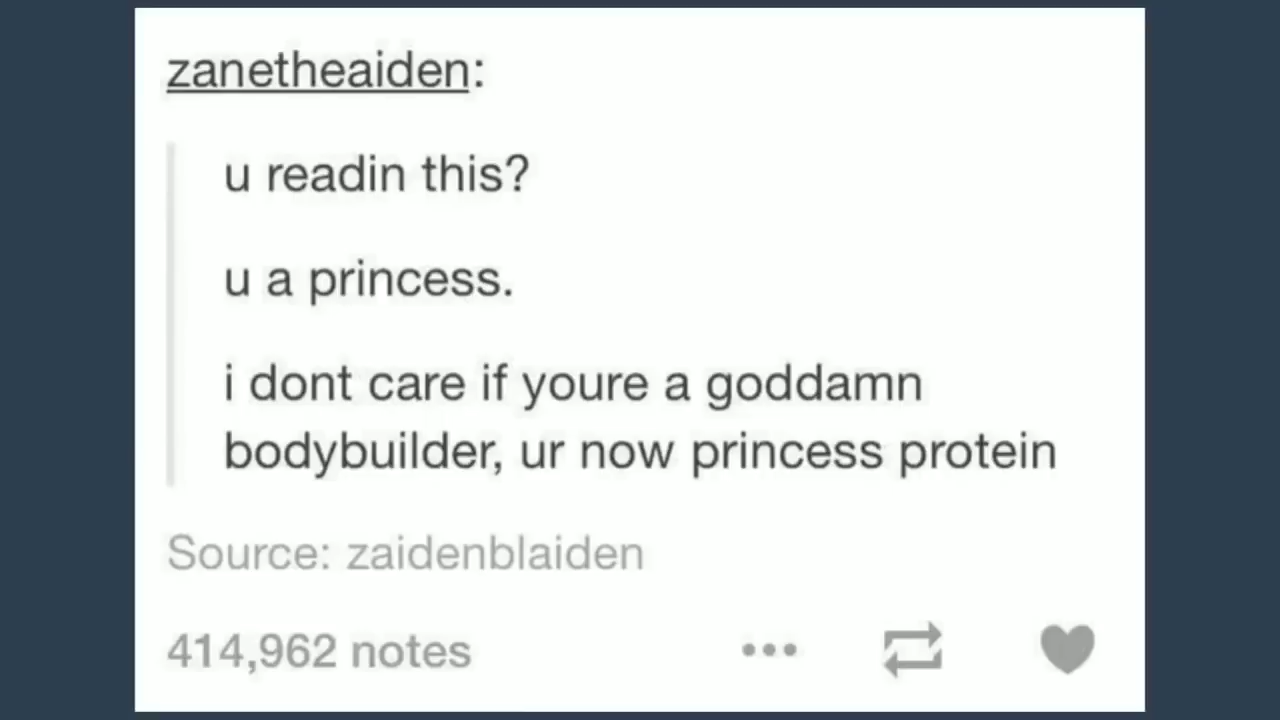 zanetheaiden:
u readin this?
u a princess.
i dont care if youre a goddamn
bodybuilder, ur now princess protein
Source: zaidenblaiden
414,962 notes